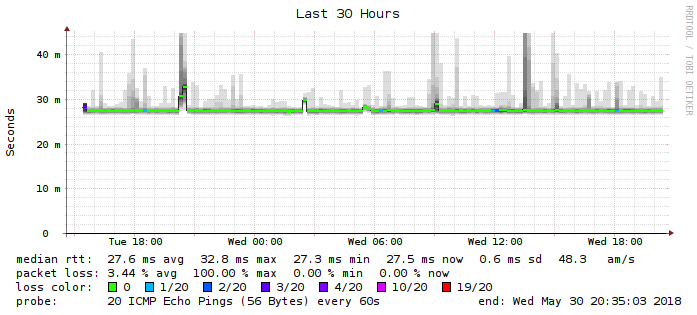 Last 30 Hours
RRDTOOL / TOBI OETIKER
Seconds
40 m
30 m
20 m
10 m
0
Tue 18:00 Wed 00:00 Wed 06:00 Wed 12:00 Wed 18:00
median rtt: 27.6 ms avg 32.8 ms max 27.3 ms min 27.5 ms now 0.6 ms sd 48.3 am/s
packet loss: 3.44 % avg 100.00 % max 0.00 % min 0.00 % now
loss color: 0 1/20 2/20 3/20 4/20 10/20 19/20
probe: 20 ICMP Echo Pings (56 Bytes) every 60s end: Wed May 30 20:35:03 2018